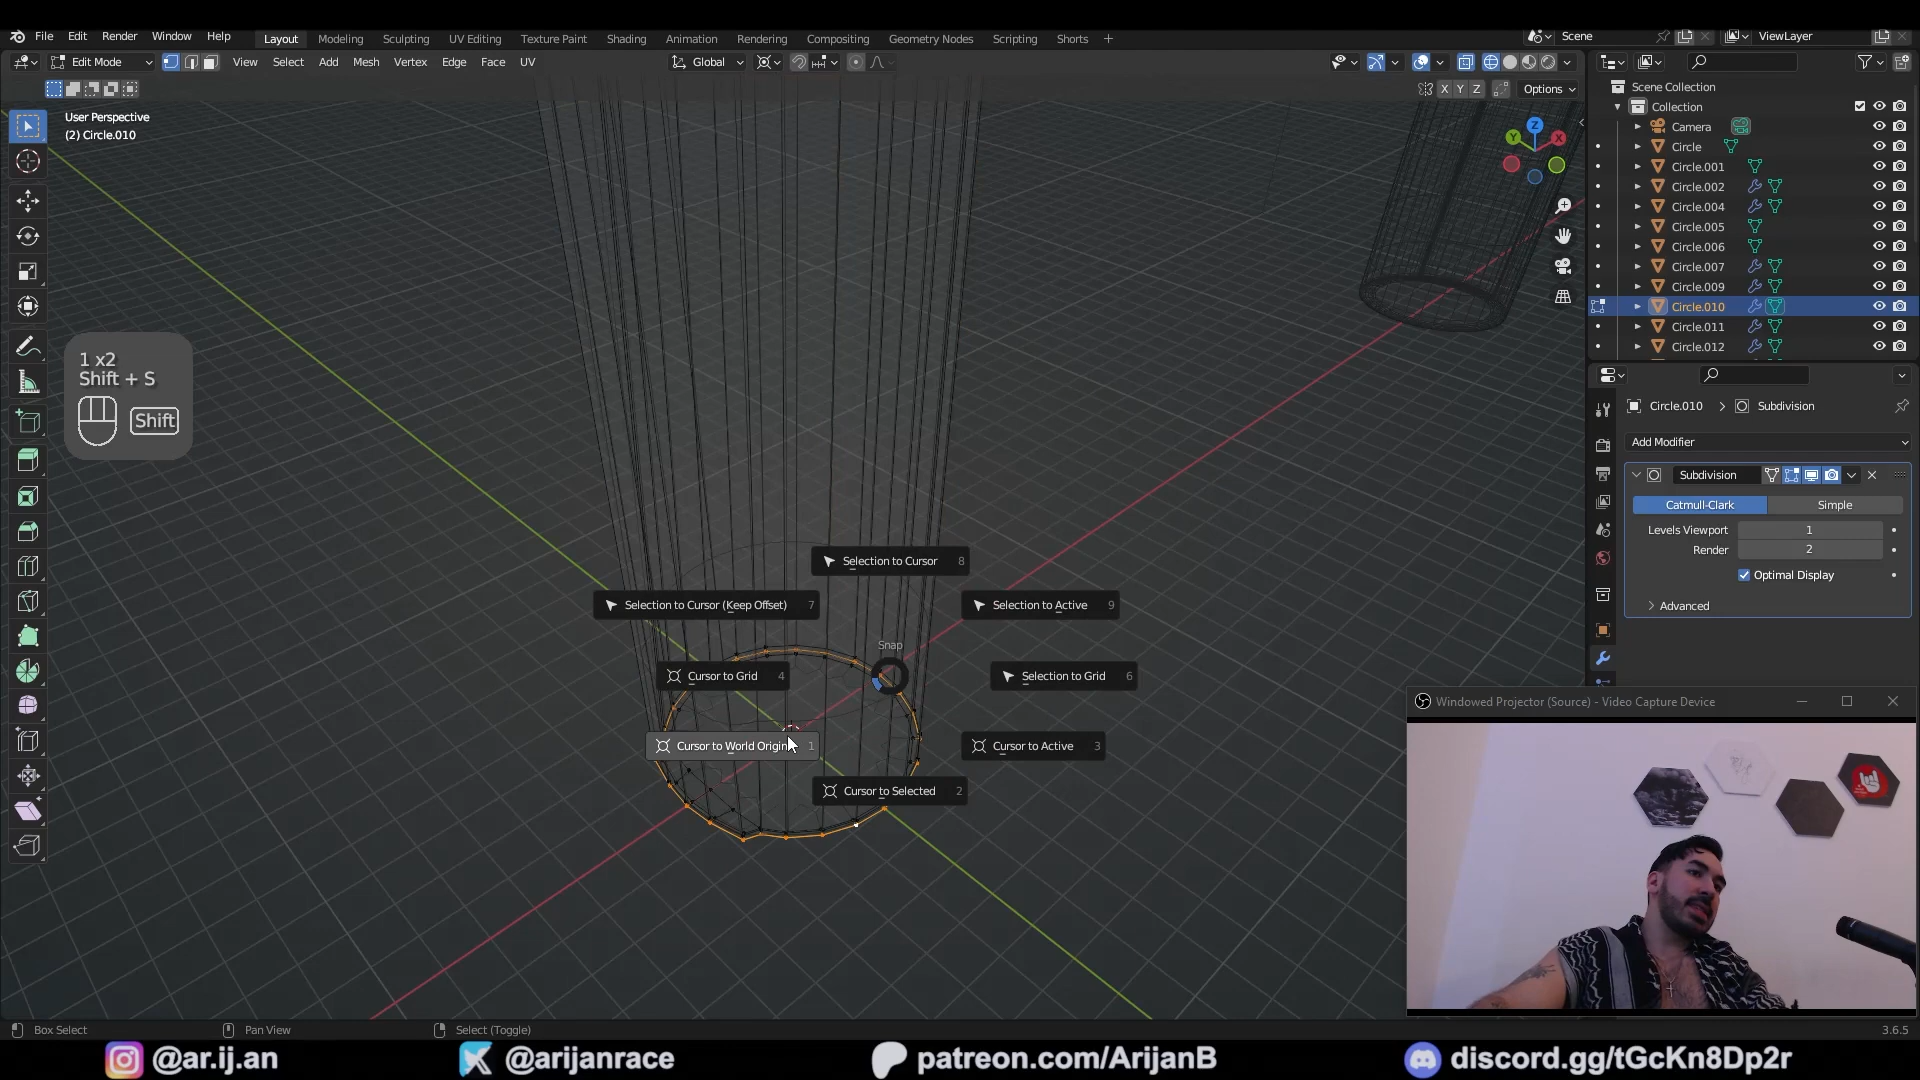 File Edit Render Window Help
Layout Modeling Sculpting UV Editing Texture Paint Shading Animation Rendering Compositing Geometry Nodes Scripting Shorts +
Scene ViewLayer
Edit Mode View Select Add Mesh Vertex Edge Face UV
Global
X Y Z Options
User Perspective
(2) Circle.010
Z
Y X
Scene Collection
Collection
Camera
Circle
Circle.001
Circle.002
Circle.004
Circle.005
Circle.006
Circle.007
Circle.009
Circle.010
Circle.011
Circle.012
1 x2
Shift + S
Shift
Circle.010 > Subdivision
Add Modifier
Subdivision
Catmull-Clark Simple
Levels Viewport 1
Render 2
Optimal Display
Advanced
Selection to Cursor 8
Selection to Cursor (Keep Offset) 7
Selection to Active 9
Snap
Cursor to Grid 4
Selection to Grid 6
Cursor to World Origin 1
Cursor to Active 3
Cursor to Selected 2
Windowed Projector (Source) - Video Capture Device
Box Select Pan View Select (Toggle) 3.6.5
@ar.ij.an @arijanrace patreon.com/ArijanB discord.gg/tGcKn8Dp2r